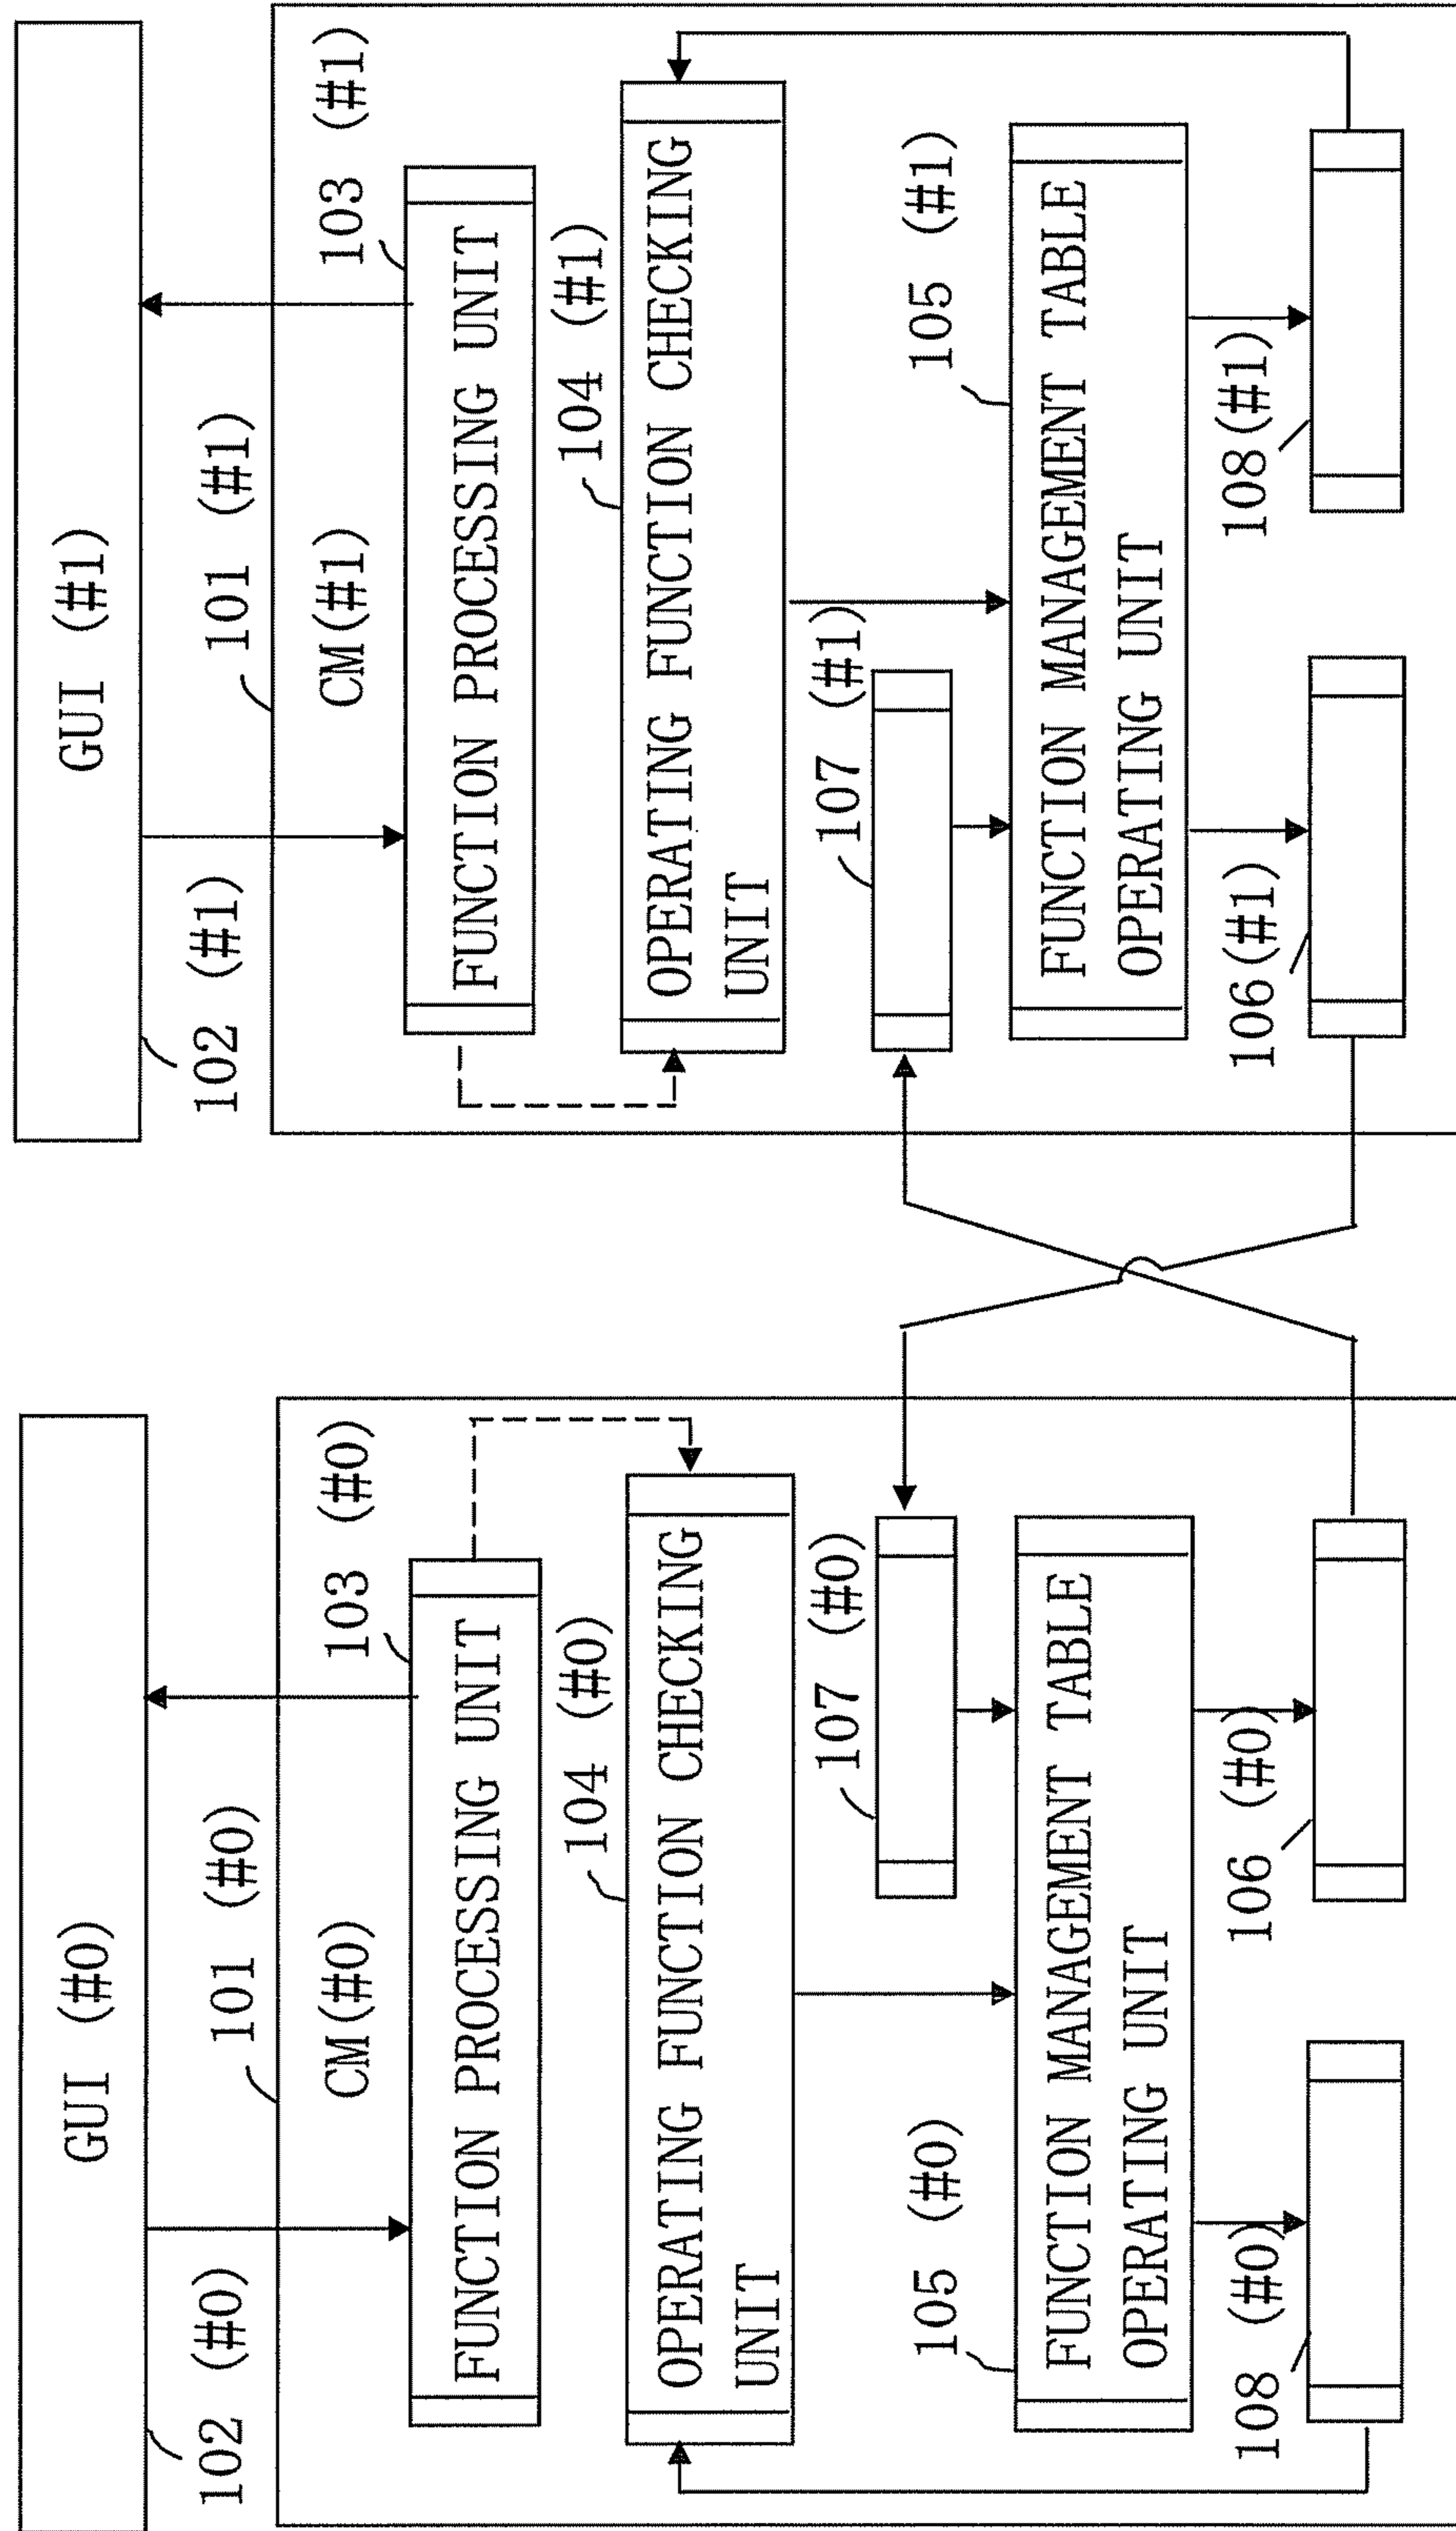 GUI (#0)
102 (#0)
101 (#0)
CM(#0)
103 (#0)
FUNCTION PROCESSING UNIT
104 (#0)
OPERATING FUNCTION CHECKING
UNIT
107 (#0)
105 (#0)
FUNCTION MANAGEMENT TABLE
OPERATING UNIT
108 (#0)
106 (#0)
GUI (#1)
102 (#1)
101 (#1)
CM(#1)
103 (#1)
FUNCTION PROCESSING UNIT
104 (#1)
OPERATING FUNCTION CHECKING
UNIT
107 (#1)
105 (#1)
FUNCTION MANAGEMENT TABLE
OPERATING UNIT
106(#1)
108(#1)